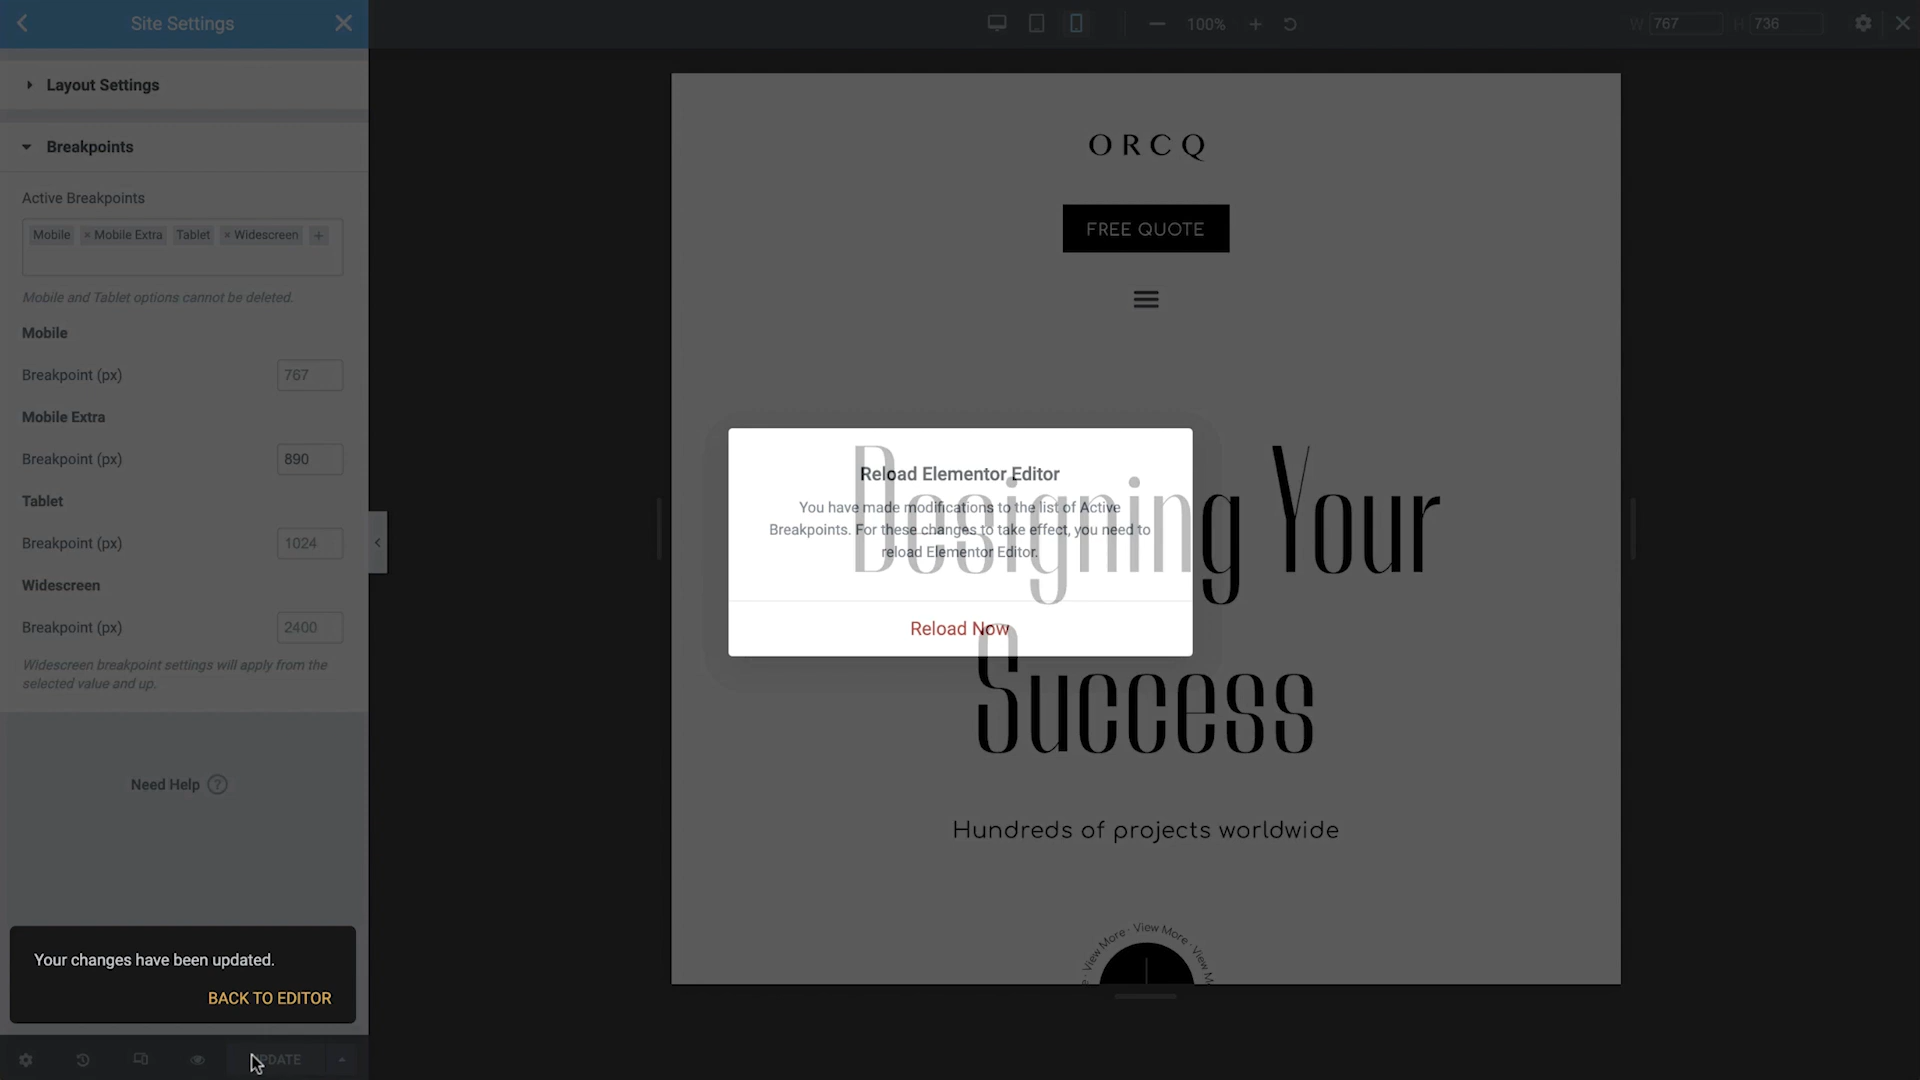 Site Settings
100%
W 767
H 736
Layout Settings
Breakpoints
Active Breakpoints
Mobile × Mobile Extra Tablet × Widescreen +
Mobile and Tablet options cannot be deleted.
Mobile
Breakpoint (px) 767
Mobile Extra
Breakpoint (px) 890
Tablet
Breakpoint (px) 1024
Widescreen
Breakpoint (px) 2400
Widescreen breakpoint settings will apply from the
selected value and up.
Need Help ?
Your changes have been updated.
BACK TO EDITOR
UPDATE
ORCQ
FREE QUOTE
Designing Your
Success
Reload Elementor Editor
You have made modifications to the list of Active
Breakpoints. For these changes to take effect, you need to
reload Elementor Editor.
Reload Now
Hundreds of projects worldwide
View More · View More · View M